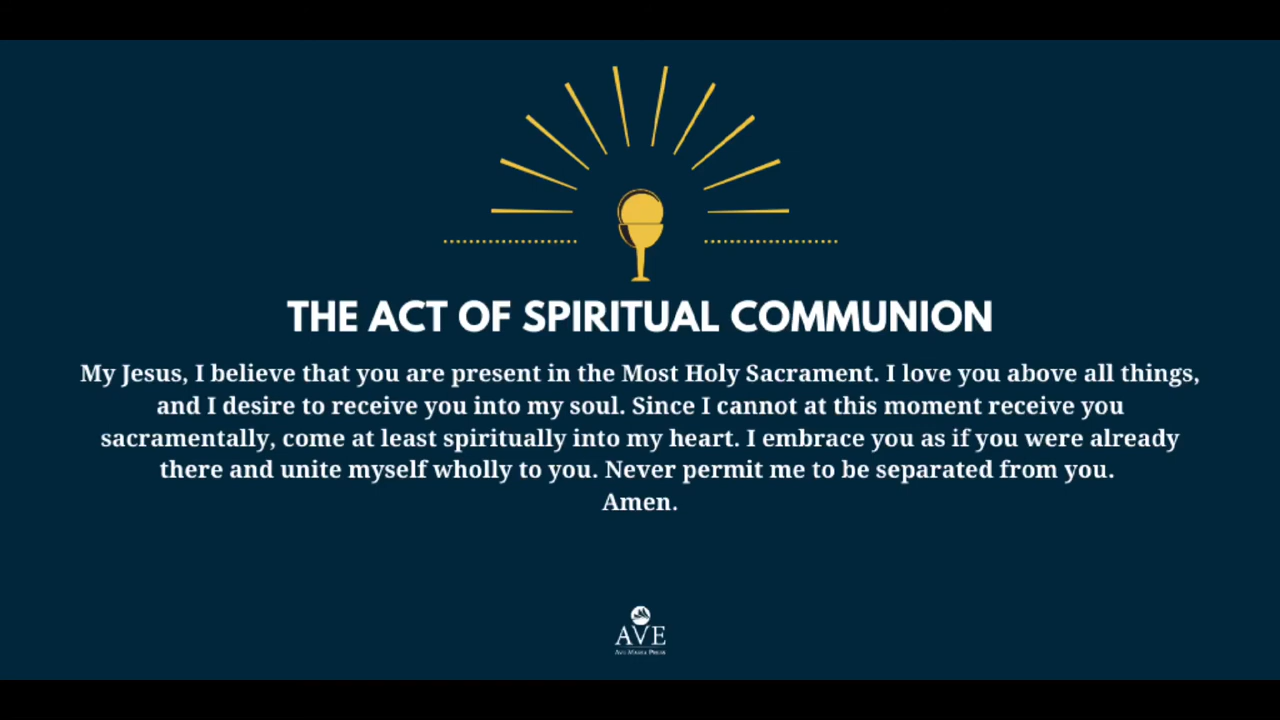 THE ACT OF SPIRITUAL COMMUNION
My Jesus, I believe that you are present in the Most Holy Sacrament. I love you above all things,
and I desire to receive you into my soul. Since I cannot at this moment receive you
sacramentally, come at least spiritually into my heart. I embrace you as if you were already
there and unite myself wholly to you. Never permit me to be separated from you.
Amen.
AVE
Ave Maria Press